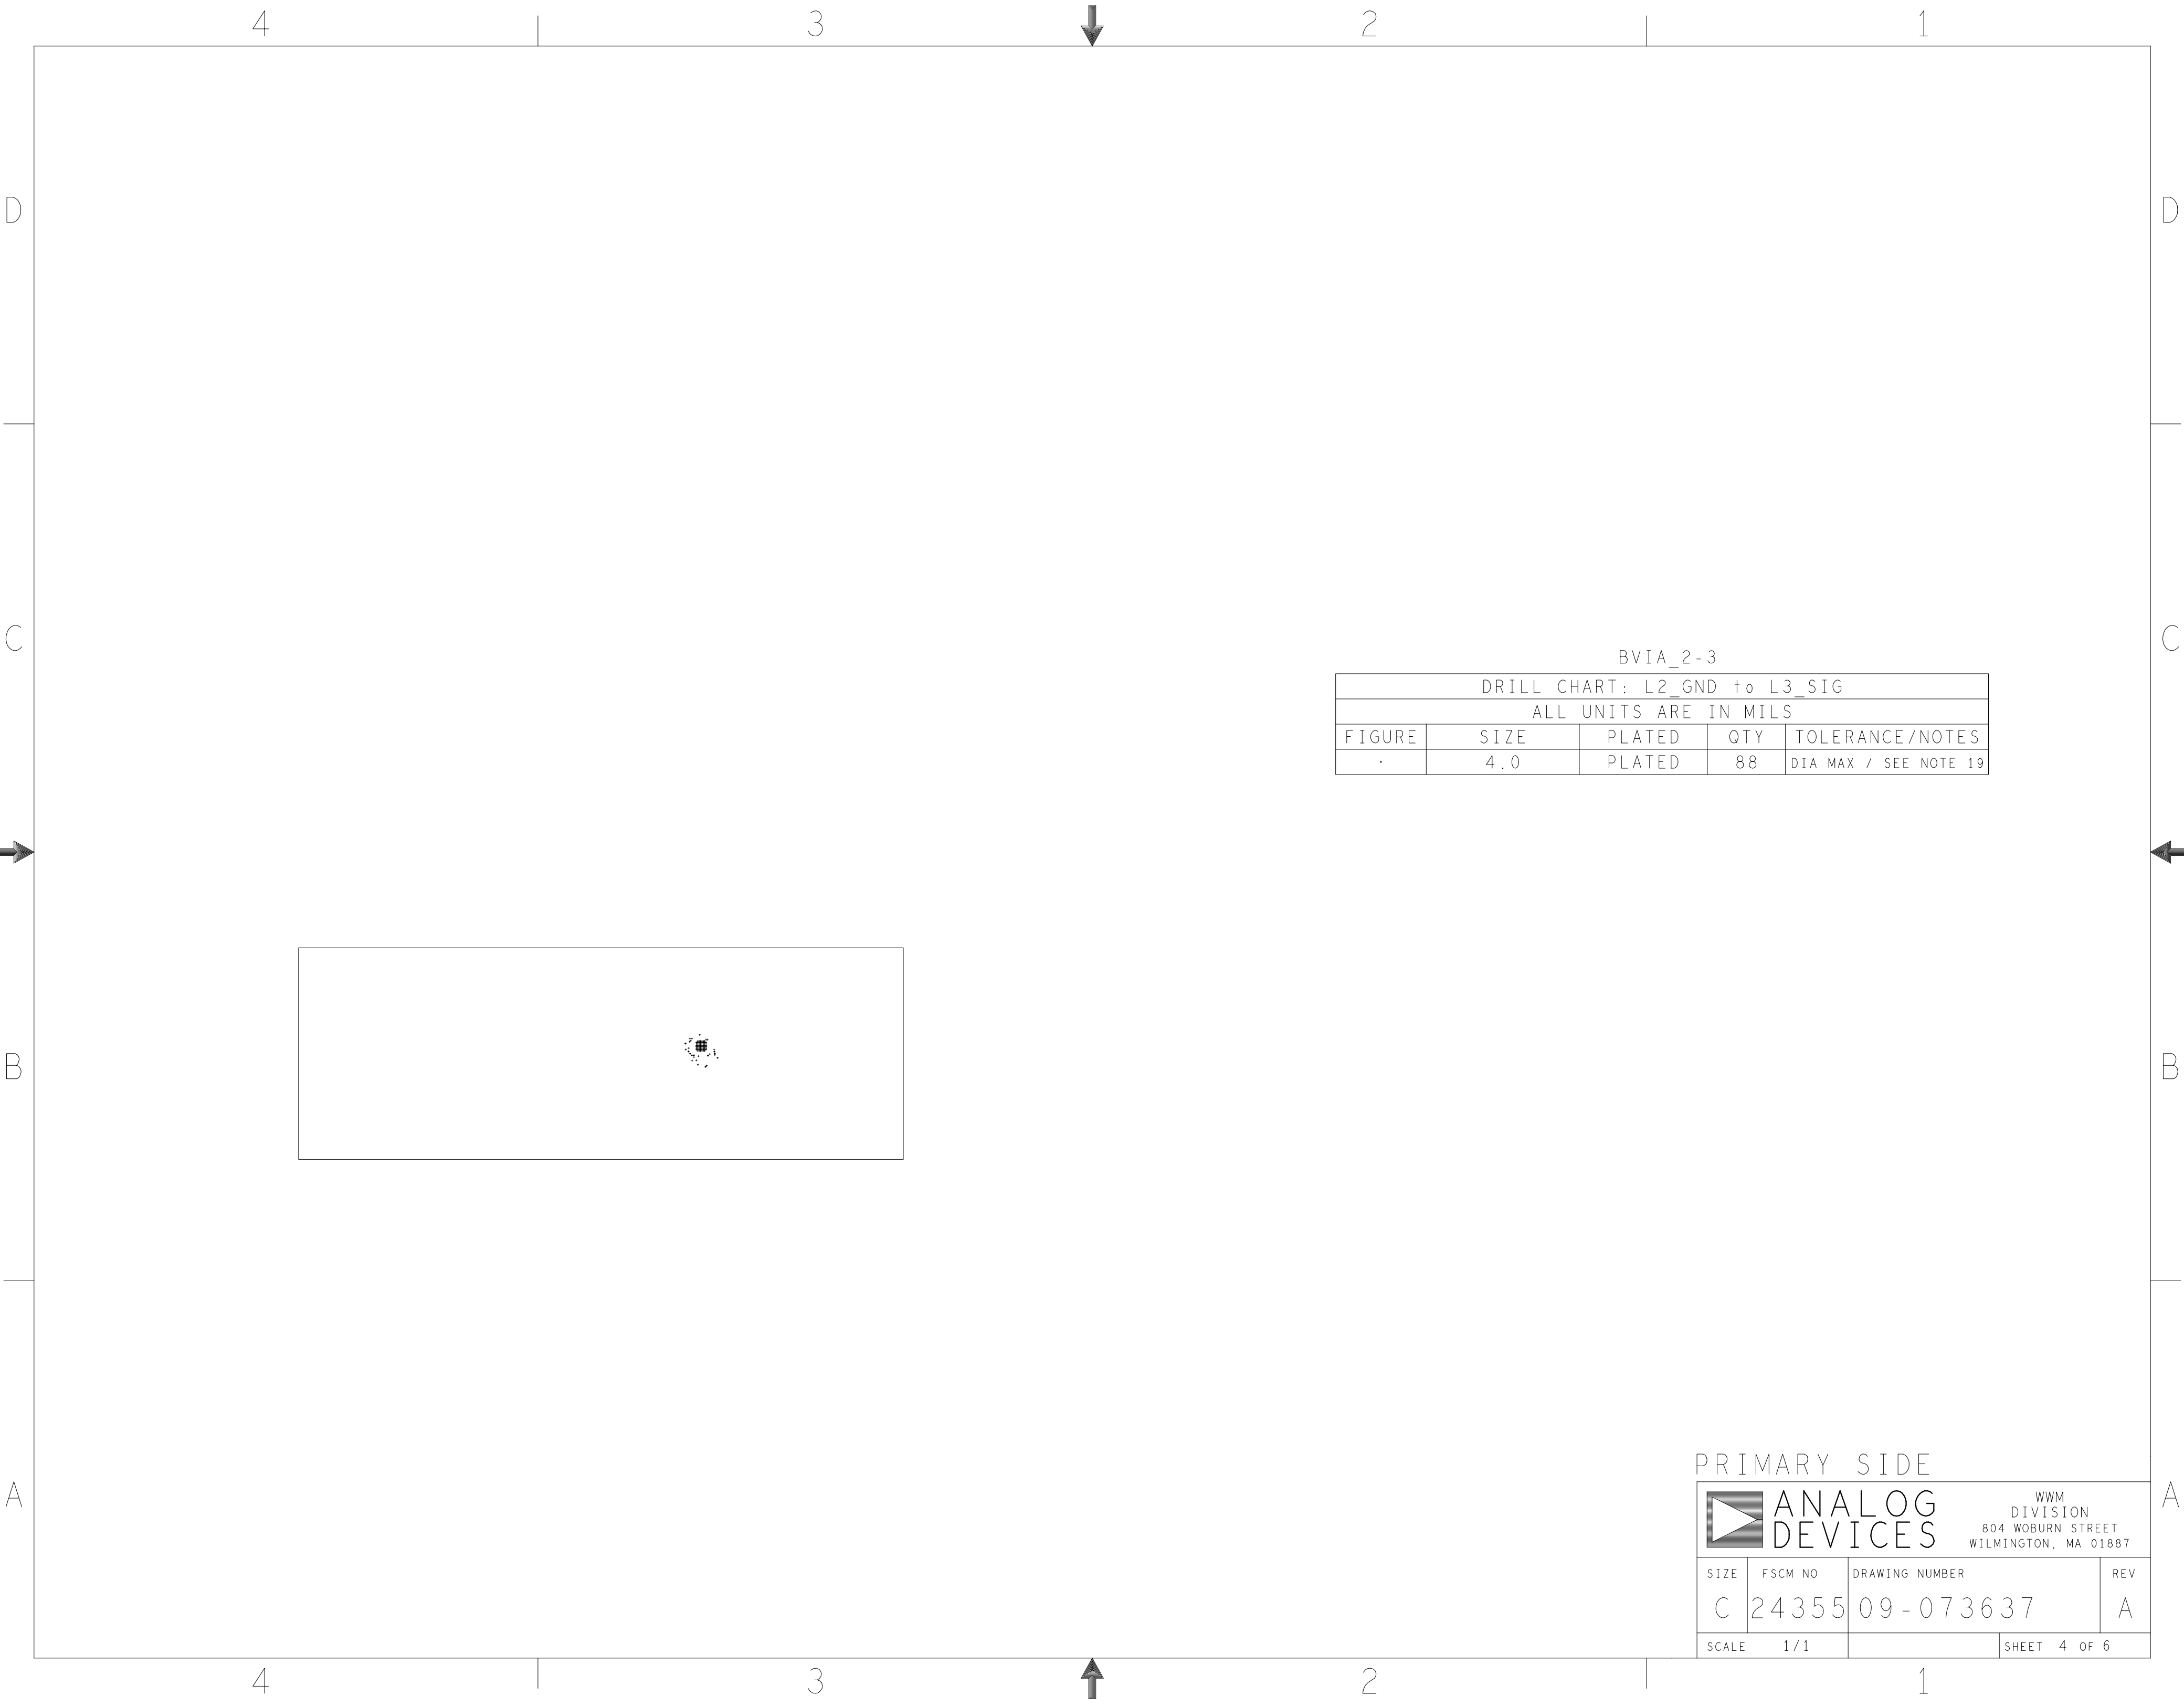 4 3 2 1
D D
C C
BVIA_2-3
DRILL CHART: L2_GND to L3_SIG
ALL UNITS ARE IN MILS
FIGURE SIZE PLATED QTY TOLERANCE/NOTES
. 4.0 PLATED 88 DIA MAX / SEE NOTE 19
B B
PRIMARY SIDE
A A
ANALOG
DEVICES
WWM
DIVISION
804 WOBURN STREET
WILMINGTON, MA 01887
SIZE FSCM NO DRAWING NUMBER REV
C 24355 09-073637 A
SCALE 1/1 SHEET 4 OF 6
4 3 2 1